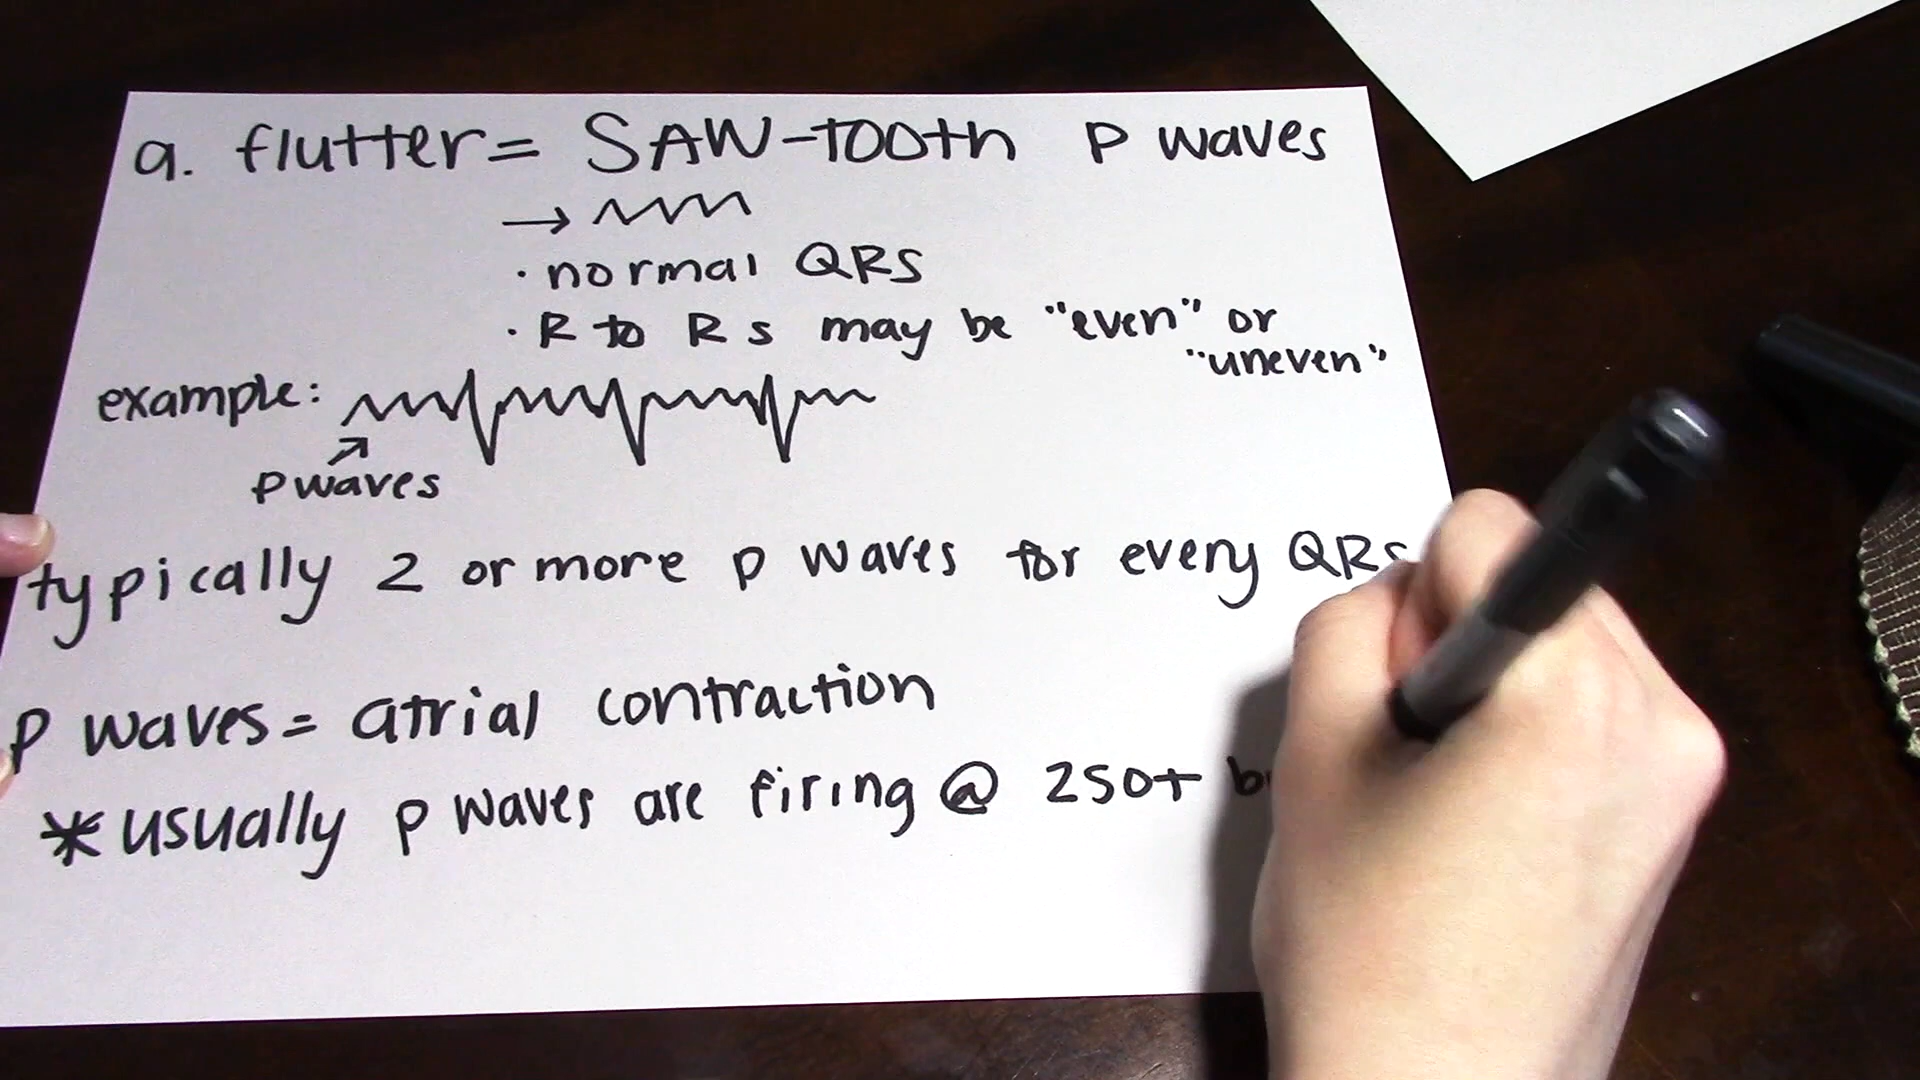 a. flutter = SAW-TOOTH P waves
→
· normal QRS
· R to R s may be "even" or
"uneven"
example:
p waves
typically 2 or more p waves for every QRS
P waves = atrial contraction
* usually p waves are firing @ 250+